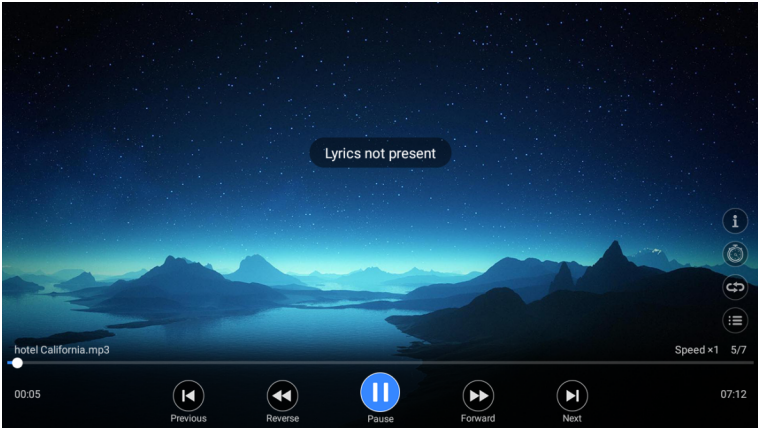 Lyrics not present
hotel California.mp3
Speed ×1 5/7
00:05
07:12
Previous
Reverse
Pause
Forward
Next